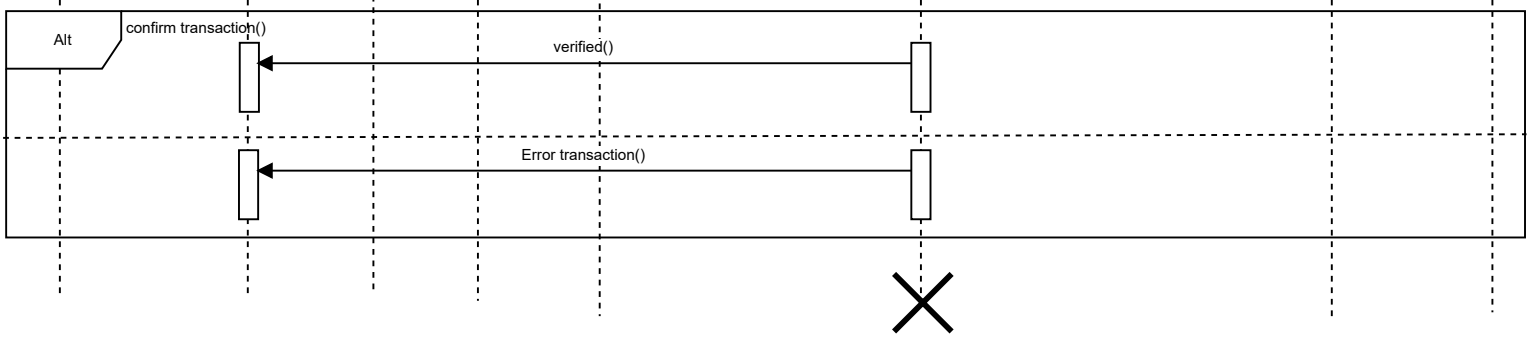 confirm transaction()
Alt
verified()
Error transaction()